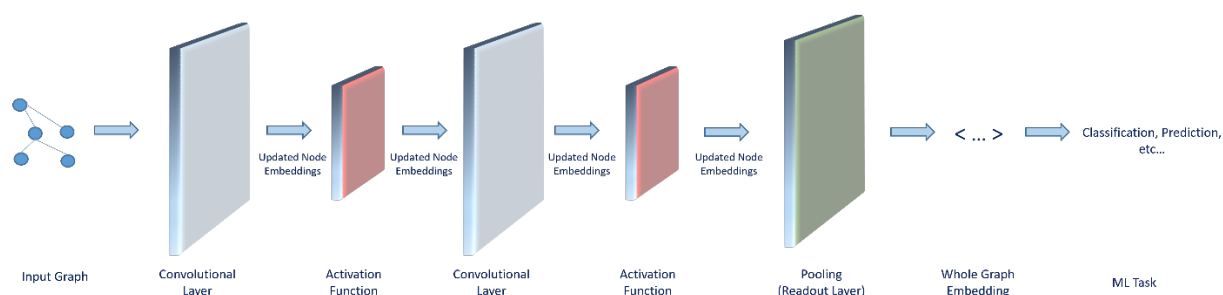 < ... >
Classification, Prediction,
etc...
Updated Node
Embeddings
Updated Node
Embeddings
Updated Node
Embeddings
Updated Node
Embeddings
Input Graph
Convolutional
Layer
Activation
Function
Convolutional
Layer
Activation
Function
Pooling
(Readout Layer)
Whole Graph
Embedding
ML Task